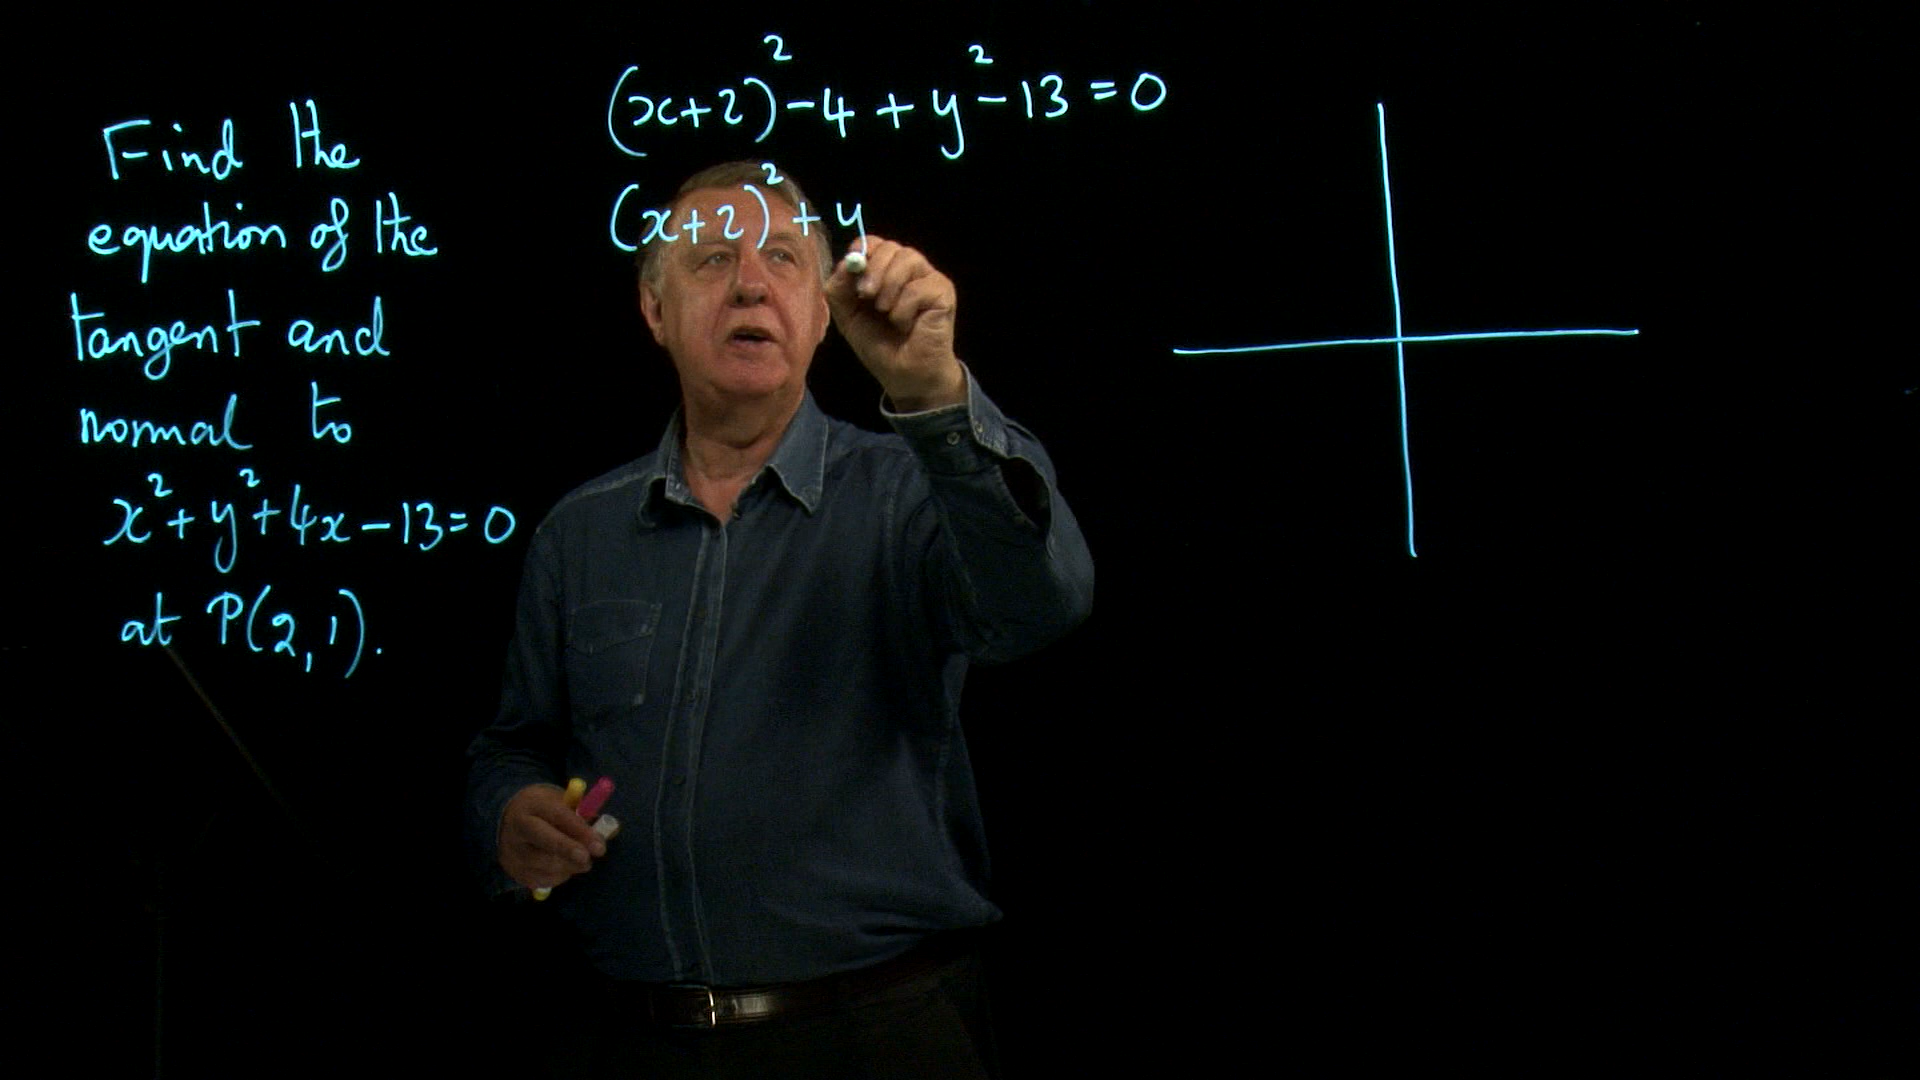 Find the
equation of the
tangent and
normal to
x²+y²+4x-13=0
at P(2,1).
(x+2)²-4+y²-13=0
(x+2)²+y